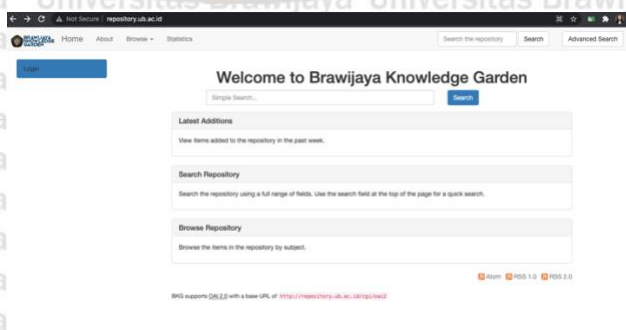 Universitas Brawijaya Universitas Brawi
Not Secure | repository.ub.ac.id
BRAWIJAYA KNOWLEDGE GARDEN Home About Browse Statistics Search the repository Search Advanced Search
Login
Welcome to Brawijaya Knowledge Garden
Simple Search... Search
Latest Additions
View items added to the repository in the past week.
Search Repository
Search the repository using a full range of fields. Use the search field at the top of the page for a quick search.
Browse Repository
Browse the items in the repository by subject.
Atom RSS 1.0 RSS 2.0
BKG supports OAI 2.0 with a base URL of http://repository.ub.ac.id/cgi/oai2